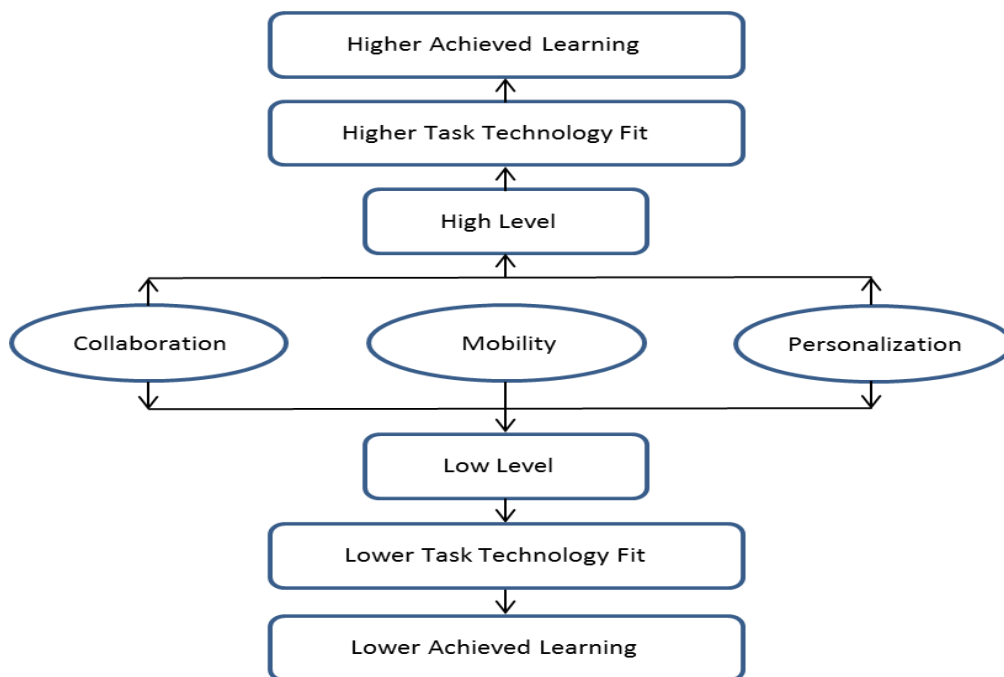 Higher Achieved Learning
Higher Task Technology Fit
High Level
Collaboration
Mobility
Personalization
Low Level
Lower Task Technology Fit
Lower Achieved Learning